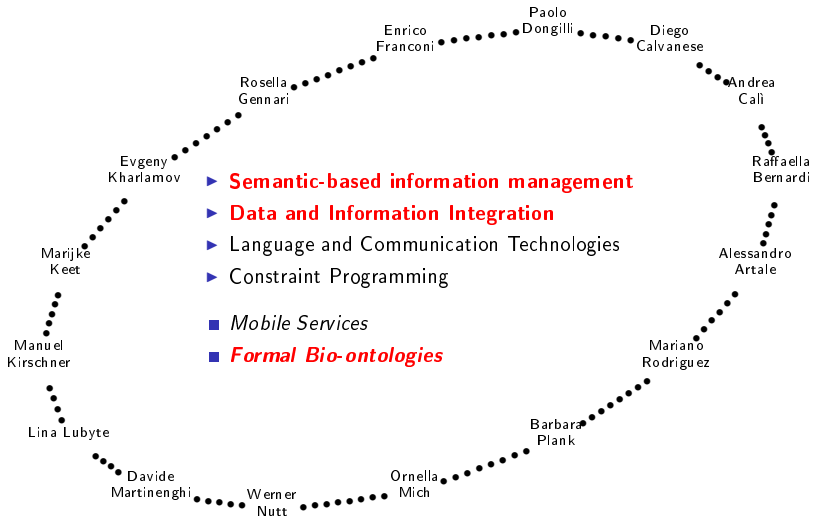 Paolo
Dongilli
Enrico
Franconi
Diego
Calvanese
Rosella
Gennari
Andrea
Calì
Evgeny
Kharlamov
Raffaella
Bernardi
Semantic-based information management
Data and Information Integration
Language and Communication Technologies
Constraint Programming
Mobile Services
Formal Bio-ontologies
Marijke
Keet
Alessandro
Artale
Manuel
Kirschner
Mariano
Rodriguez
Lina Lubyte
Barbara
Plank
Davide
Martinenghi
Werner
Nutt
Ornella
Mich